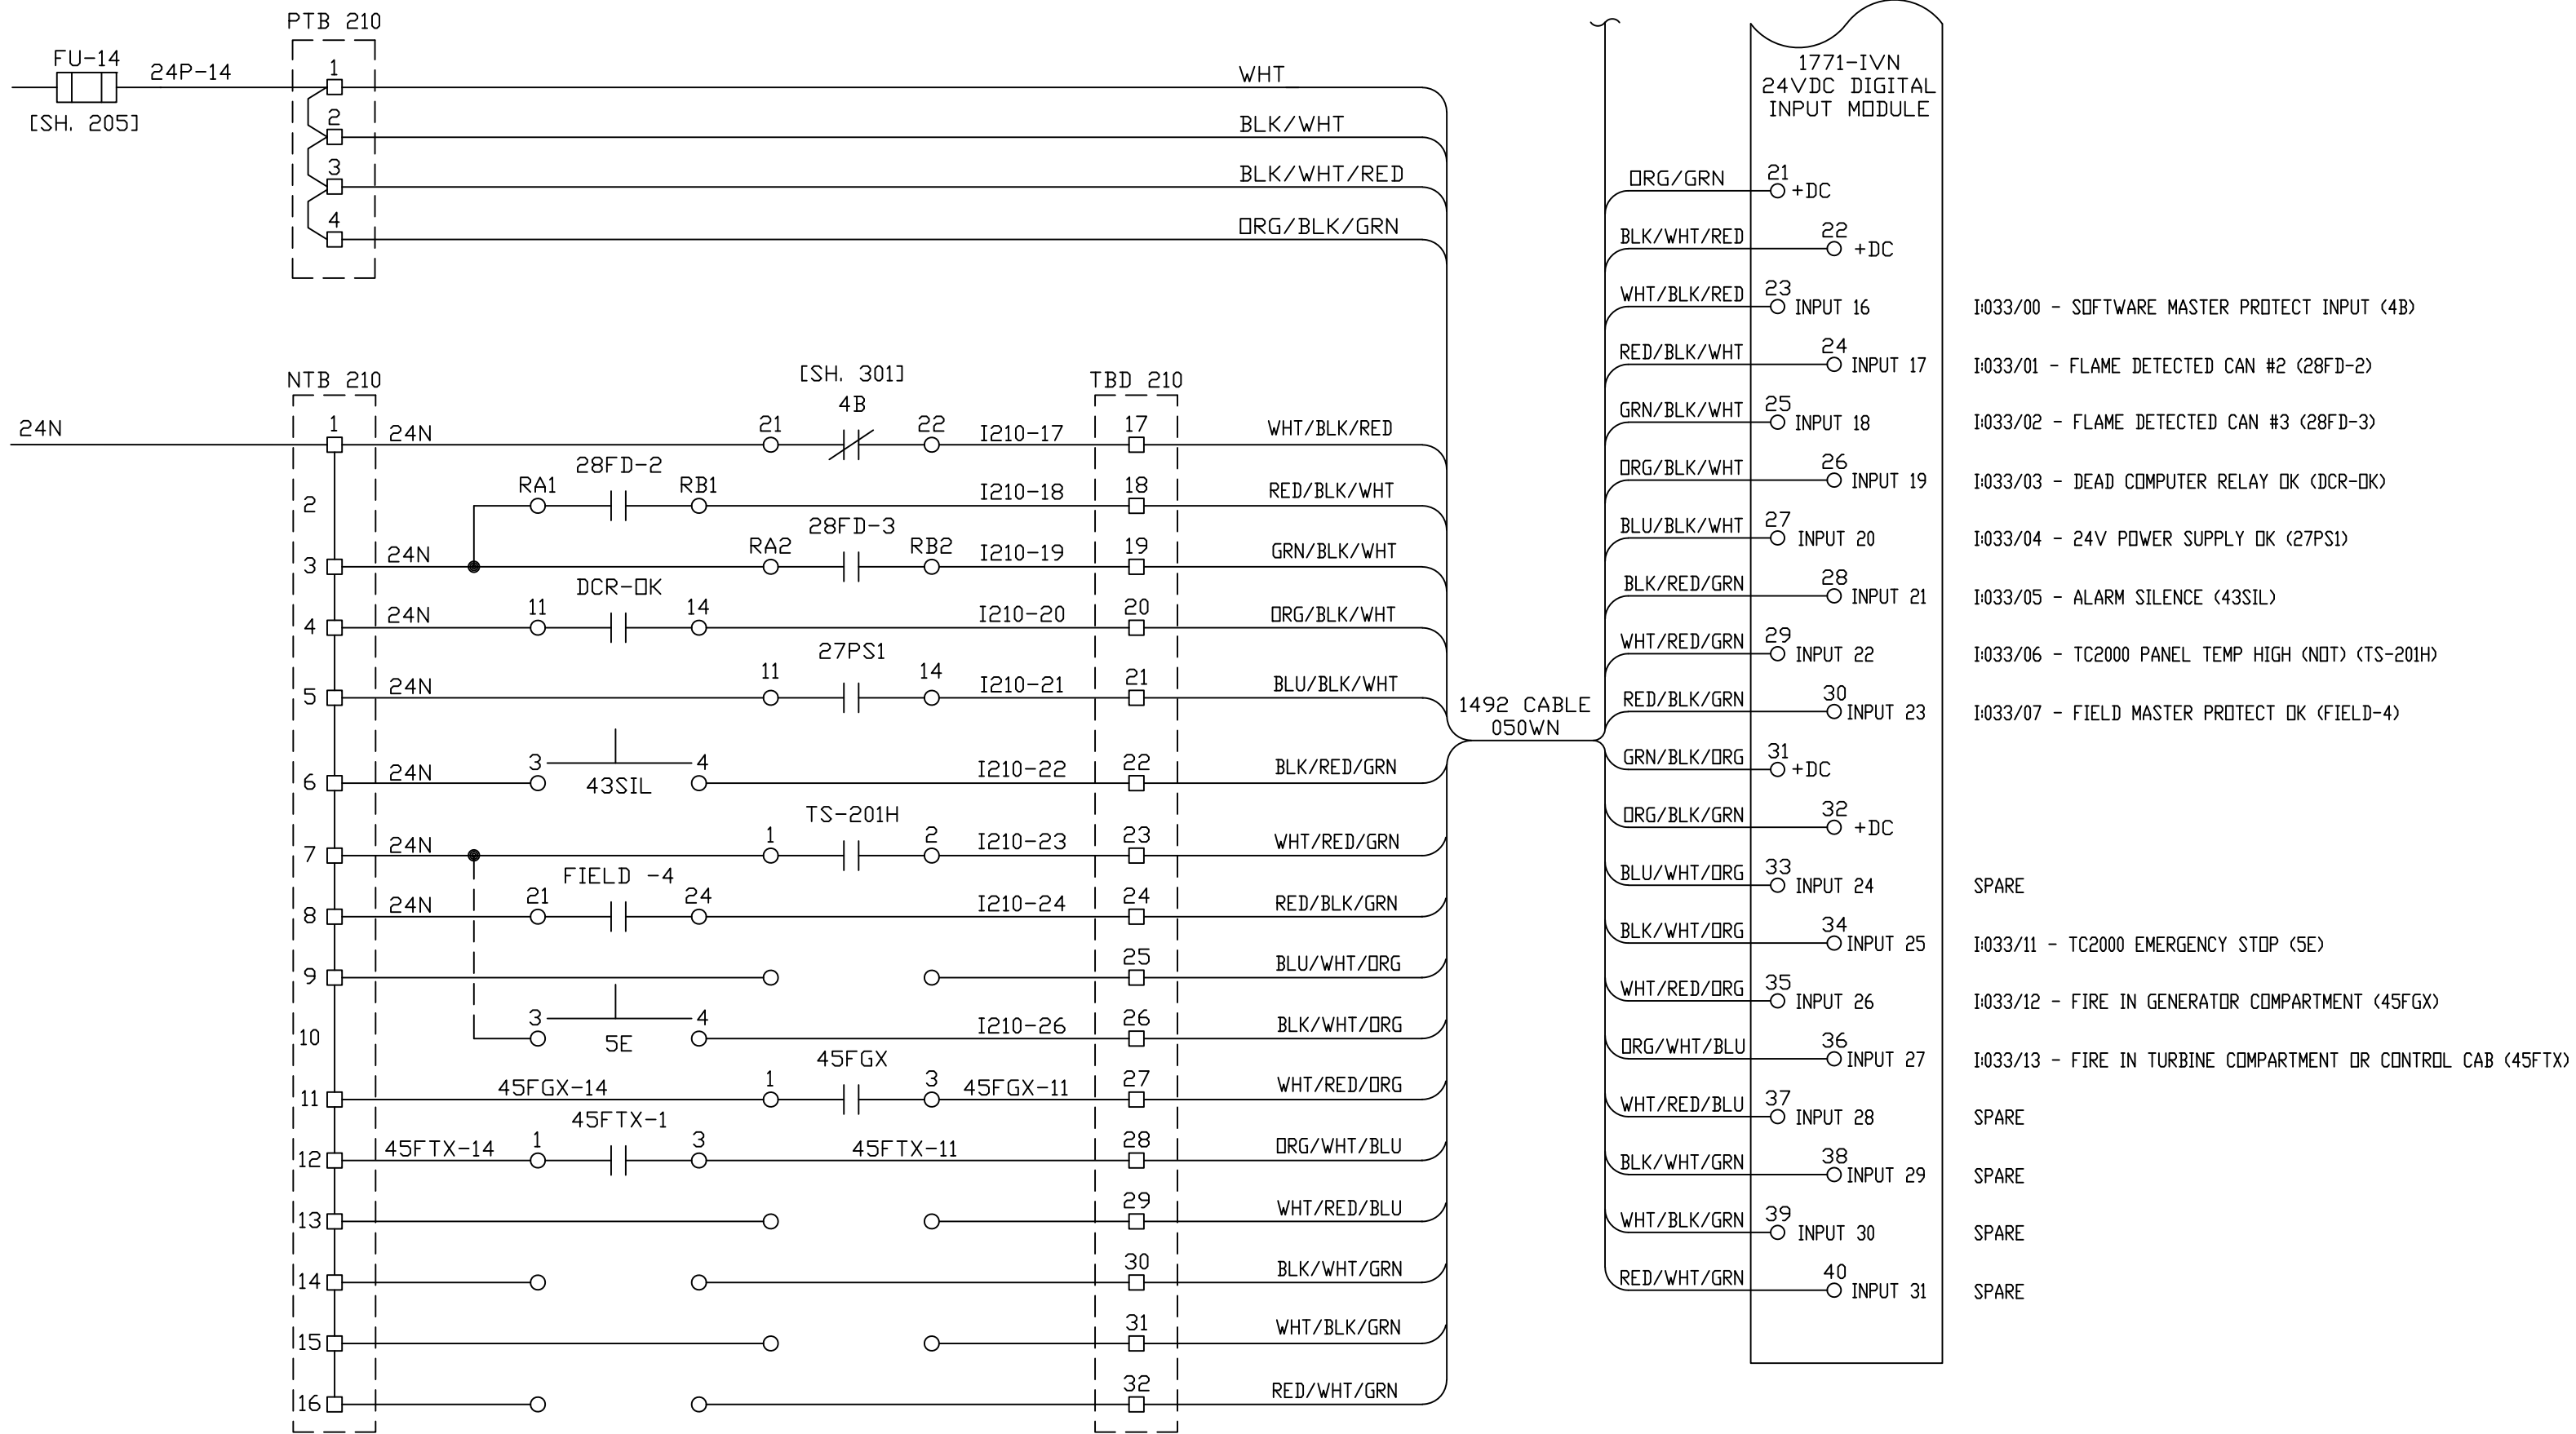 PTB 210
FU-14
24P-14
[SH. 205]
1
2
3
4
WHT
BLK/WHT
BLK/WHT/RED
ORG/BLK/GRN
NTB 210
[SH. 301]
TBD 210
24N
1 24N 21 4B 22 I210-17 17 WHT/BLK/RED
2 RA1 28FD-2 RB1 I210-18 18 RED/BLK/WHT
3 24N RA2 28FD-3 RB2 I210-19 19 GRN/BLK/WHT
4 24N 11 DCR-OK 14 I210-20 20 ORG/BLK/WHT
5 24N 11 27PS1 14 I210-21 21 BLU/BLK/WHT
6 24N 3 43SIL 4 I210-22 22 BLK/RED/GRN
7 24N 1 TS-201H 2 I210-23 23 WHT/RED/GRN
8 24N 21 FIELD -4 24 I210-24 24 RED/BLK/GRN
9 25 BLU/WHT/ORG
10 3 5E 4 I210-26 26 BLK/WHT/ORG
11 45FGX-14 1 45FGX 3 45FGX-11 27 WHT/RED/ORG
12 45FTX-14 1 45FTX-1 3 45FTX-11 28 ORG/WHT/BLU
13 29 WHT/RED/BLU
14 30 BLK/WHT/GRN
15 31 WHT/BLK/GRN
16 32 RED/WHT/GRN
1492 CABLE
050WN
1771-IVN
24VDC DIGITAL
INPUT MODULE
ORG/GRN 21 +DC
BLK/WHT/RED 22 +DC
WHT/BLK/RED 23 INPUT 16 I:033/00 - SOFTWARE MASTER PROTECT INPUT (4B)
RED/BLK/WHT 24 INPUT 17 I:033/01 - FLAME DETECTED CAN #2 (28FD-2)
GRN/BLK/WHT 25 INPUT 18 I:033/02 - FLAME DETECTED CAN #3 (28FD-3)
ORG/BLK/WHT 26 INPUT 19 I:033/03 - DEAD COMPUTER RELAY OK (DCR-OK)
BLU/BLK/WHT 27 INPUT 20 I:033/04 - 24V POWER SUPPLY OK (27PS1)
BLK/RED/GRN 28 INPUT 21 I:033/05 - ALARM SILENCE (43SIL)
WHT/RED/GRN 29 INPUT 22 I:033/06 - TC2000 PANEL TEMP HIGH (NOT) (TS-201H)
RED/BLK/GRN 30 INPUT 23 I:033/07 - FIELD MASTER PROTECT OK (FIELD-4)
GRN/BLK/ORG 31 +DC
ORG/BLK/GRN 32 +DC
BLU/WHT/ORG 33 INPUT 24 SPARE
BLK/WHT/ORG 34 INPUT 25 I:033/11 - TC2000 EMERGENCY STOP (5E)
WHT/RED/ORG 35 INPUT 26 I:033/12 - FIRE IN GENERATOR COMPARTMENT (45FGX)
ORG/WHT/BLU 36 INPUT 27 I:033/13 - FIRE IN TURBINE COMPARTMENT OR CONTROL CAB (45FTX)
WHT/RED/BLU 37 INPUT 28 SPARE
BLK/WHT/GRN 38 INPUT 29 SPARE
WHT/BLK/GRN 39 INPUT 30 SPARE
RED/WHT/GRN 40 INPUT 31 SPARE